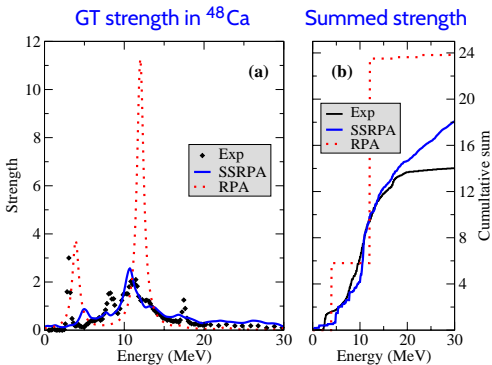 GT strength in ⁴⁸Ca
Summed strength
12
10
8
6
4
2
0
Strength
(a)
Exp
SSRPA
RPA
0
10
20
30
Energy (MeV)
(b)
Exp
SSRPA
RPA
24
20
16
12
8
4
0
Cumulative sum
0
10
20
30
Energy (MeV)